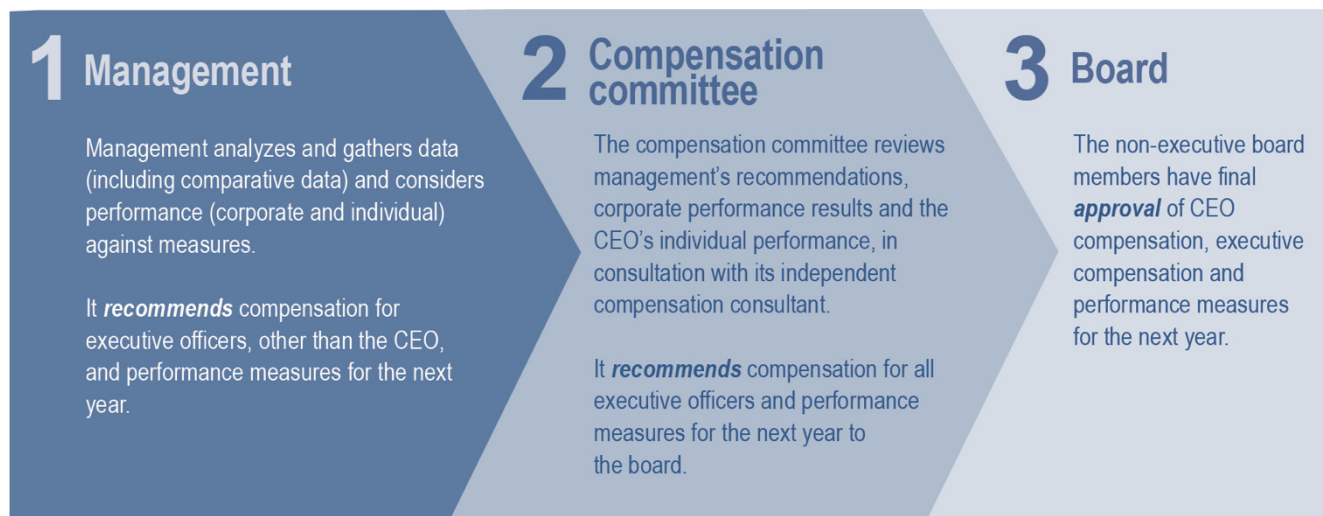 1 Management
Management analyzes and gathers data
(including comparative data) and considers
performance (corporate and individual)
against measures.
It recommends compensation for
executive officers, other than the CEO,
and performance measures for the next
year.
2 Compensation
committee
The compensation committee reviews
management’s recommendations,
corporate performance results and the
CEO’s individual performance, in
consultation with its independent
compensation consultant.
It recommends compensation for all
executive officers and performance
measures for the next year to
the board.
3 Board
The non-executive board
members have final
approval of CEO
compensation, executive
compensation and
performance measures
for the next year.